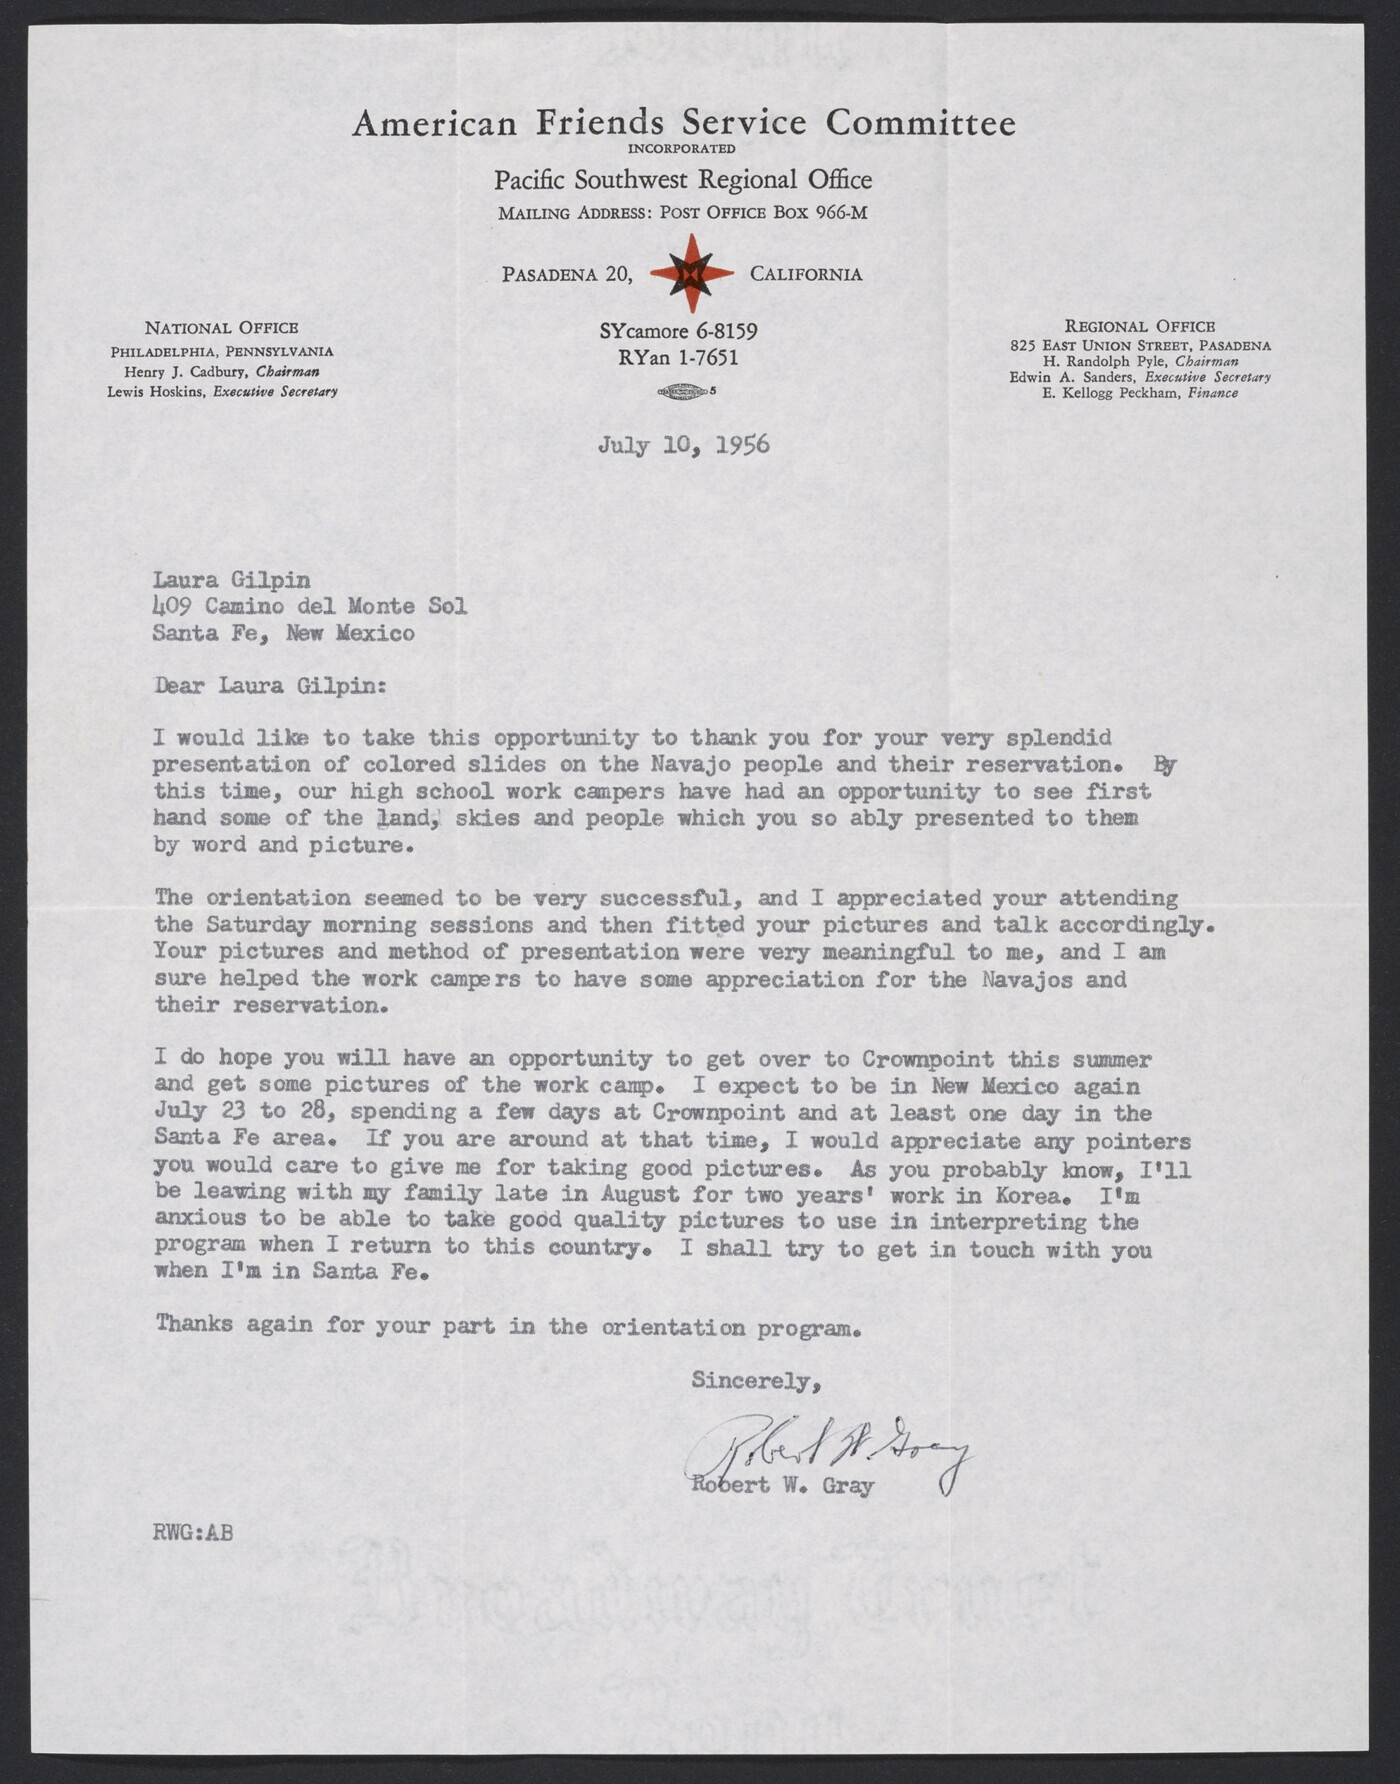 American Friends Service Committee
INCORPORATED
Pacific Southwest Regional Office
MAILING ADDRESS: POST OFFICE BOX 966-M
PASADENA 20, CALIFORNIA
SYcamore 6-8159
RYan 1-7651
5
NATIONAL OFFICE
PHILADELPHIA, PENNSYLVANIA
Henry J. Cadbury, Chairman
Lewis Hoskins, Executive Secretary
REGIONAL OFFICE
825 EAST UNION STREET, PASADENA
H. Randolph Pyle, Chairman
Edwin A. Sanders, Executive Secretary
E. Kellogg Peckham, Finance
July 10, 1956
Laura Gilpin
409 Camino del Monte Sol
Santa Fe, New Mexico
Dear Laura Gilpin:
I would like to take this opportunity to thank you for your very splendid
presentation of colored slides on the Navajo people and their reservation. By
this time, our high school work campers have had an opportunity to see first
hand some of the land, skies and people which you so ably presented to them
by word and picture.
The orientation seemed to be very successful, and I appreciated your attending
the Saturday morning sessions and then fitted your pictures and talk accordingly.
Your pictures and method of presentation were very meaningful to me, and I am
sure helped the work campers to have some appreciation for the Navajos and
their reservation.
I do hope you will have an opportunity to get over to Crownpoint this summer
and get some pictures of the work camp. I expect to be in New Mexico again
July 23 to 28, spending a few days at Crownpoint and at least one day in the
Santa Fe area. If you are around at that time, I would appreciate any pointers
you would care to give me for taking good pictures. As you probably know, I'll
be leaving with my family late in August for two years' work in Korea. I'm
anxious to be able to take good quality pictures to use in interpreting the
program when I return to this country. I shall try to get in touch with you
when I'm in Santa Fe.
Thanks again for your part in the orientation program.
Sincerely,
Robert W. Gray
Robert W. Gray
RWG:AB